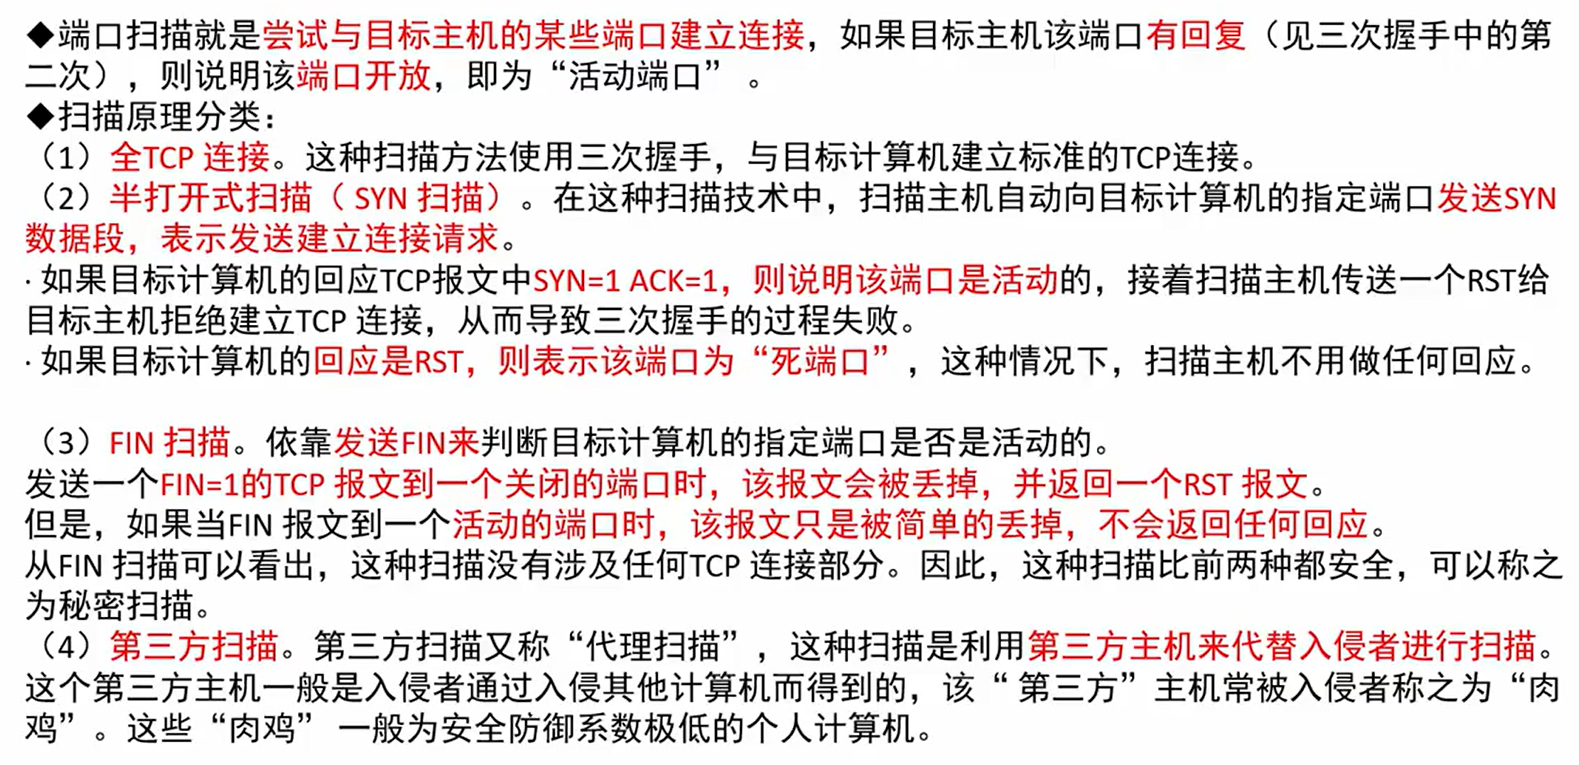 ◆端口扫描就是尝试与目标主机的某些端口建立连接，如果目标主机该端口有回复（见三次握手中的第
二次），则说明该端口开放，即为“活动端口” 。
◆扫描原理分类：
（1）全TCP 连接。这种扫描方法使用三次握手，与目标计算机建立标准的TCP连接。
（2）半打开式扫描（ SYN 扫描）。在这种扫描技术中，扫描主机自动向目标计算机的指定端口发送SYN
数据段，表示发送建立连接请求。
· 如果目标计算机的回应TCP报文中SYN=1 ACK=1，则说明该端口是活动的，接着扫描主机传送一个RST给
目标主机拒绝建立TCP 连接，从而导致三次握手的过程失败。
· 如果目标计算机的回应是RST，则表示该端口为“死端口” ，这种情况下，扫描主机不用做任何回应。
（3）FIN 扫描。依靠发送FIN来判断目标计算机的指定端口是否是活动的。
发送一个FIN=1的TCP 报文到一个关闭的端口时，该报文会被丢掉，并返回一个RST 报文。
但是，如果当FIN 报文到一个活动的端口时，该报文只是被简单的丢掉，不会返回任何回应。
从FIN 扫描可以看出，这种扫描没有涉及任何TCP 连接部分。因此，这种扫描比前两种都安全，可以称之
为秘密扫描。
（4）第三方扫描。第三方扫描又称“代理扫描” ，这种扫描是利用第三方主机来代替入侵者进行扫描。
这个第三方主机一般是入侵者通过入侵其他计算机而得到的，该“ 第三方”主机常被入侵者称之为“肉
鸡” 。这些“肉鸡” 一般为安全防御系数极低的个人计算机。